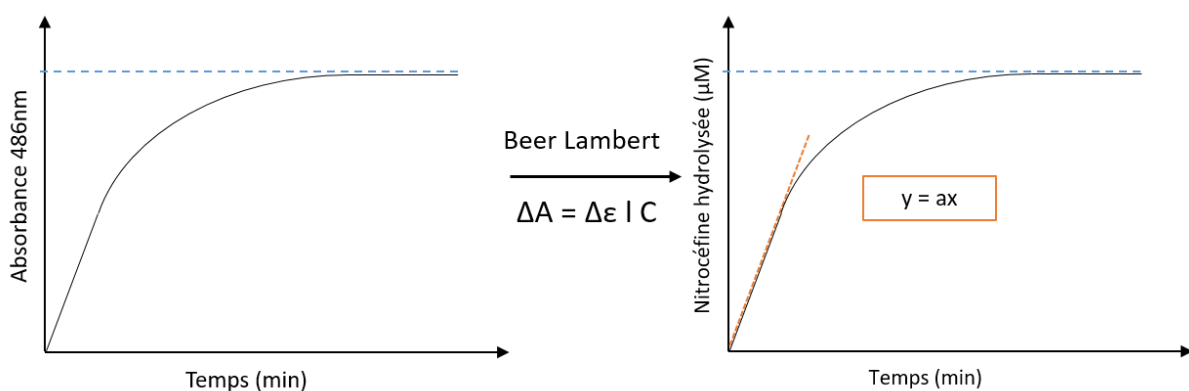 Absorbance 486nm
Temps (min)
Beer Lambert
ΔA = Δε l C
Nitrocéfine hydrolysée (µM)
y = ax
Temps (min)